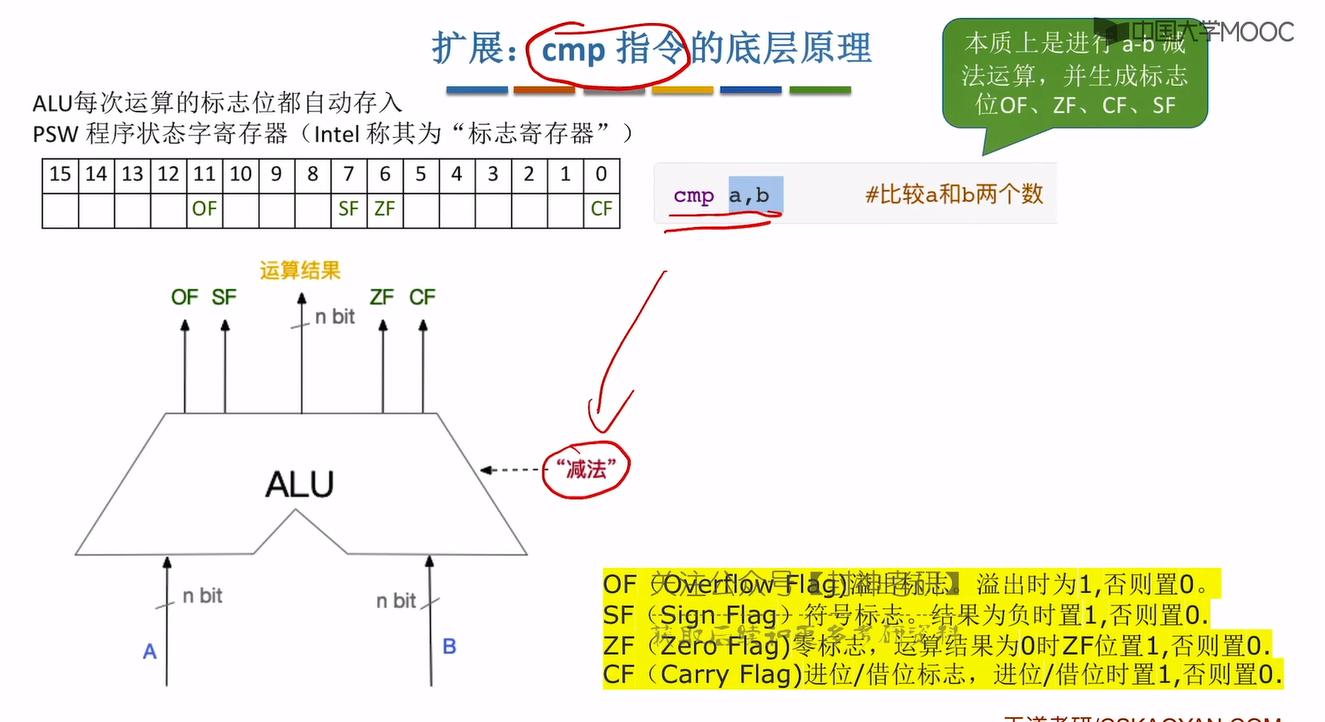 中国大学MOOC
扩展：cmp 指令的底层原理
本质上是进行 a-b 减
法运算，并生成标志
位OF、ZF、CF、SF
ALU每次运算的标志位都自动存入
PSW 程序状态字寄存器（Intel 称其为“标志寄存器”）
15 14 13 12 11 10 9 8 7 6 5 4 3 2 1 0
OF SF ZF CF
cmp a,b #比较a和b两个数
运算结果
OF SF ZF CF
n bit
ALU
“减法”
n bit n bit
A B
OF（Overflow Flag)溢出标志。溢出时为1,否则置0。
SF（Sign Flag）符号标志。结果为负时置1,否则置0.
ZF（Zero Flag)零标志，运算结果为0时ZF位置1,否则置0.
CF（Carry Flag)进位/借位标志，进位/借位时置1,否则置0.
王道考研/CSKAOYAN.COM